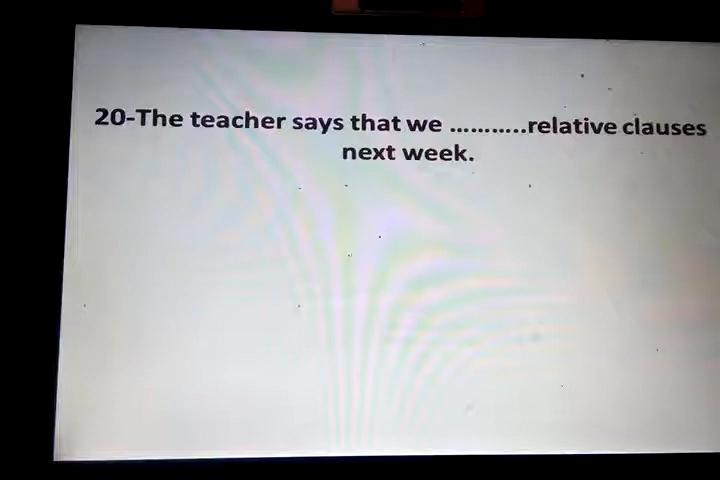 20-The teacher says that we ...........relative clauses
next week.